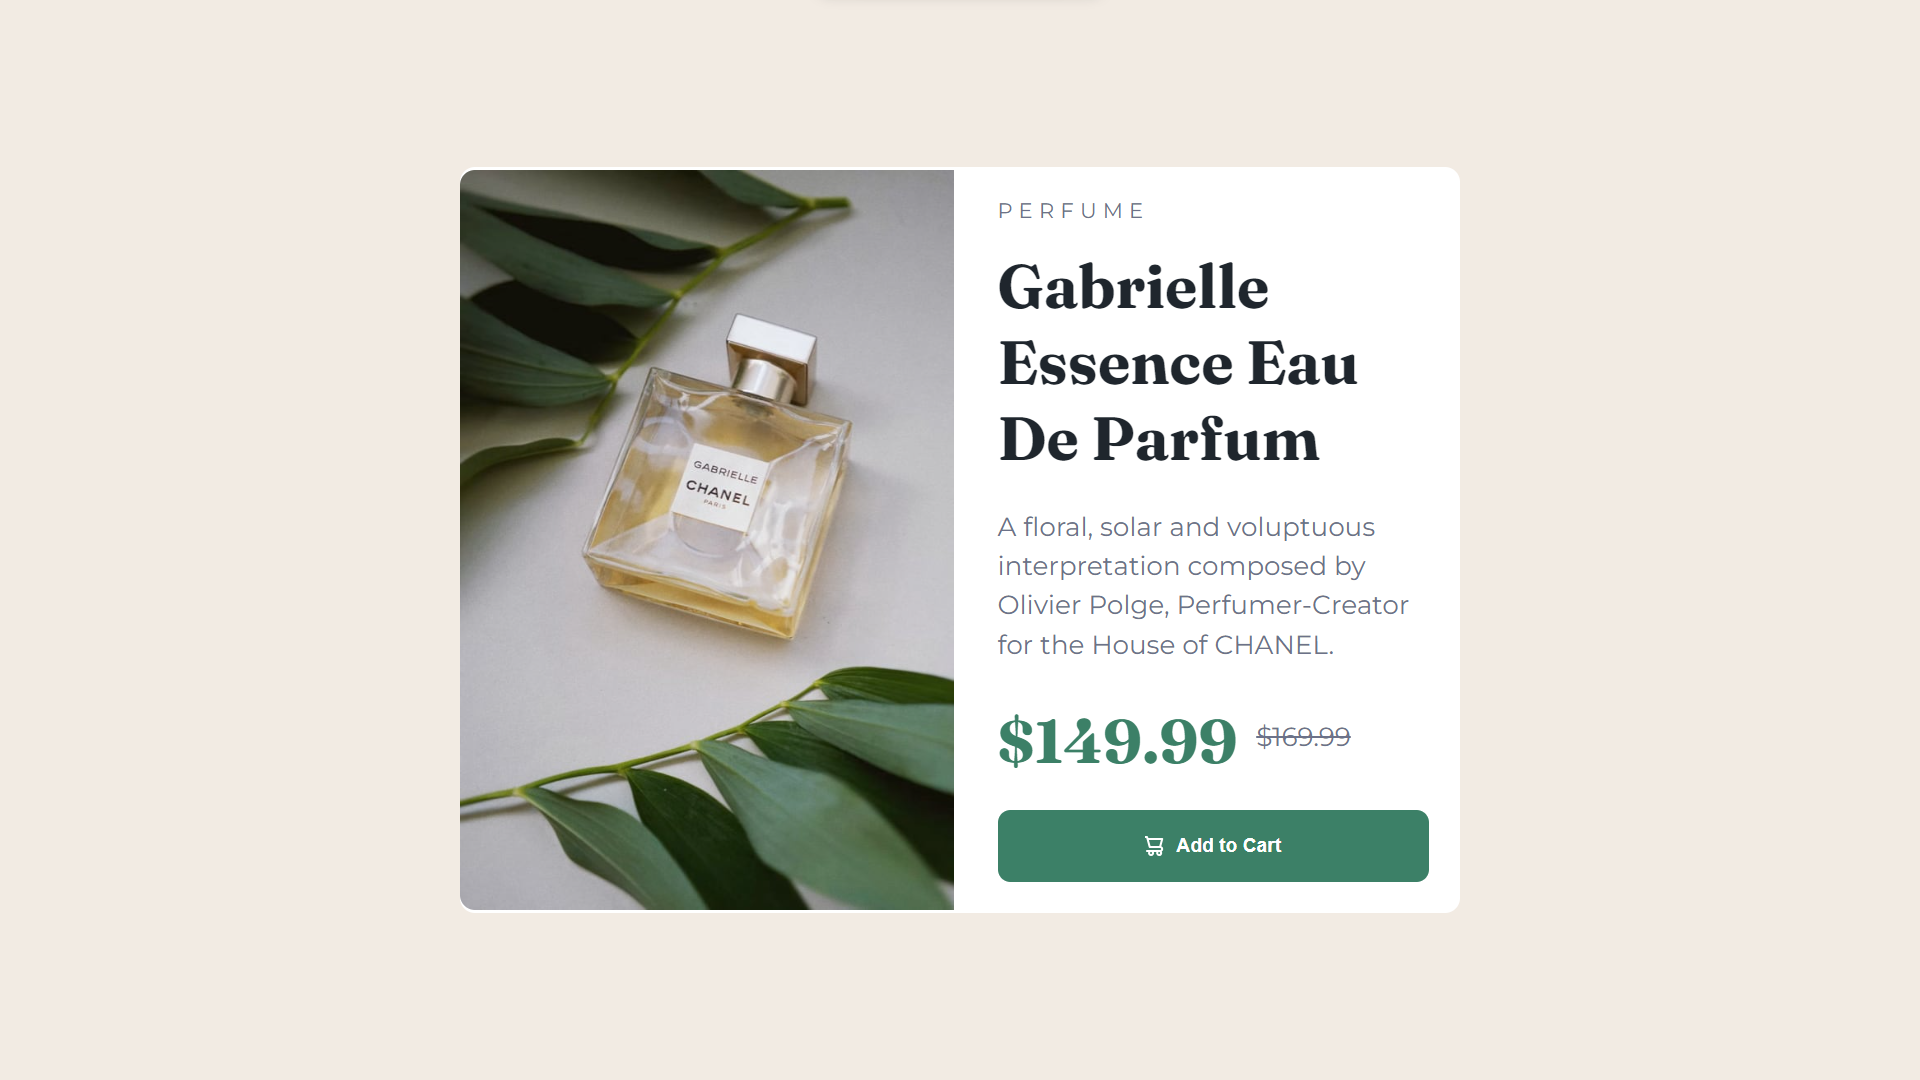 GABRIELLE
CHANEL
PARIS
PERFUME
Gabrielle
Essence Eau
De Parfum
A floral, solar and voluptuous
interpretation composed by
Olivier Polge, Perfumer-Creator
for the House of CHANEL.
$149.99 $169.99
Add to Cart